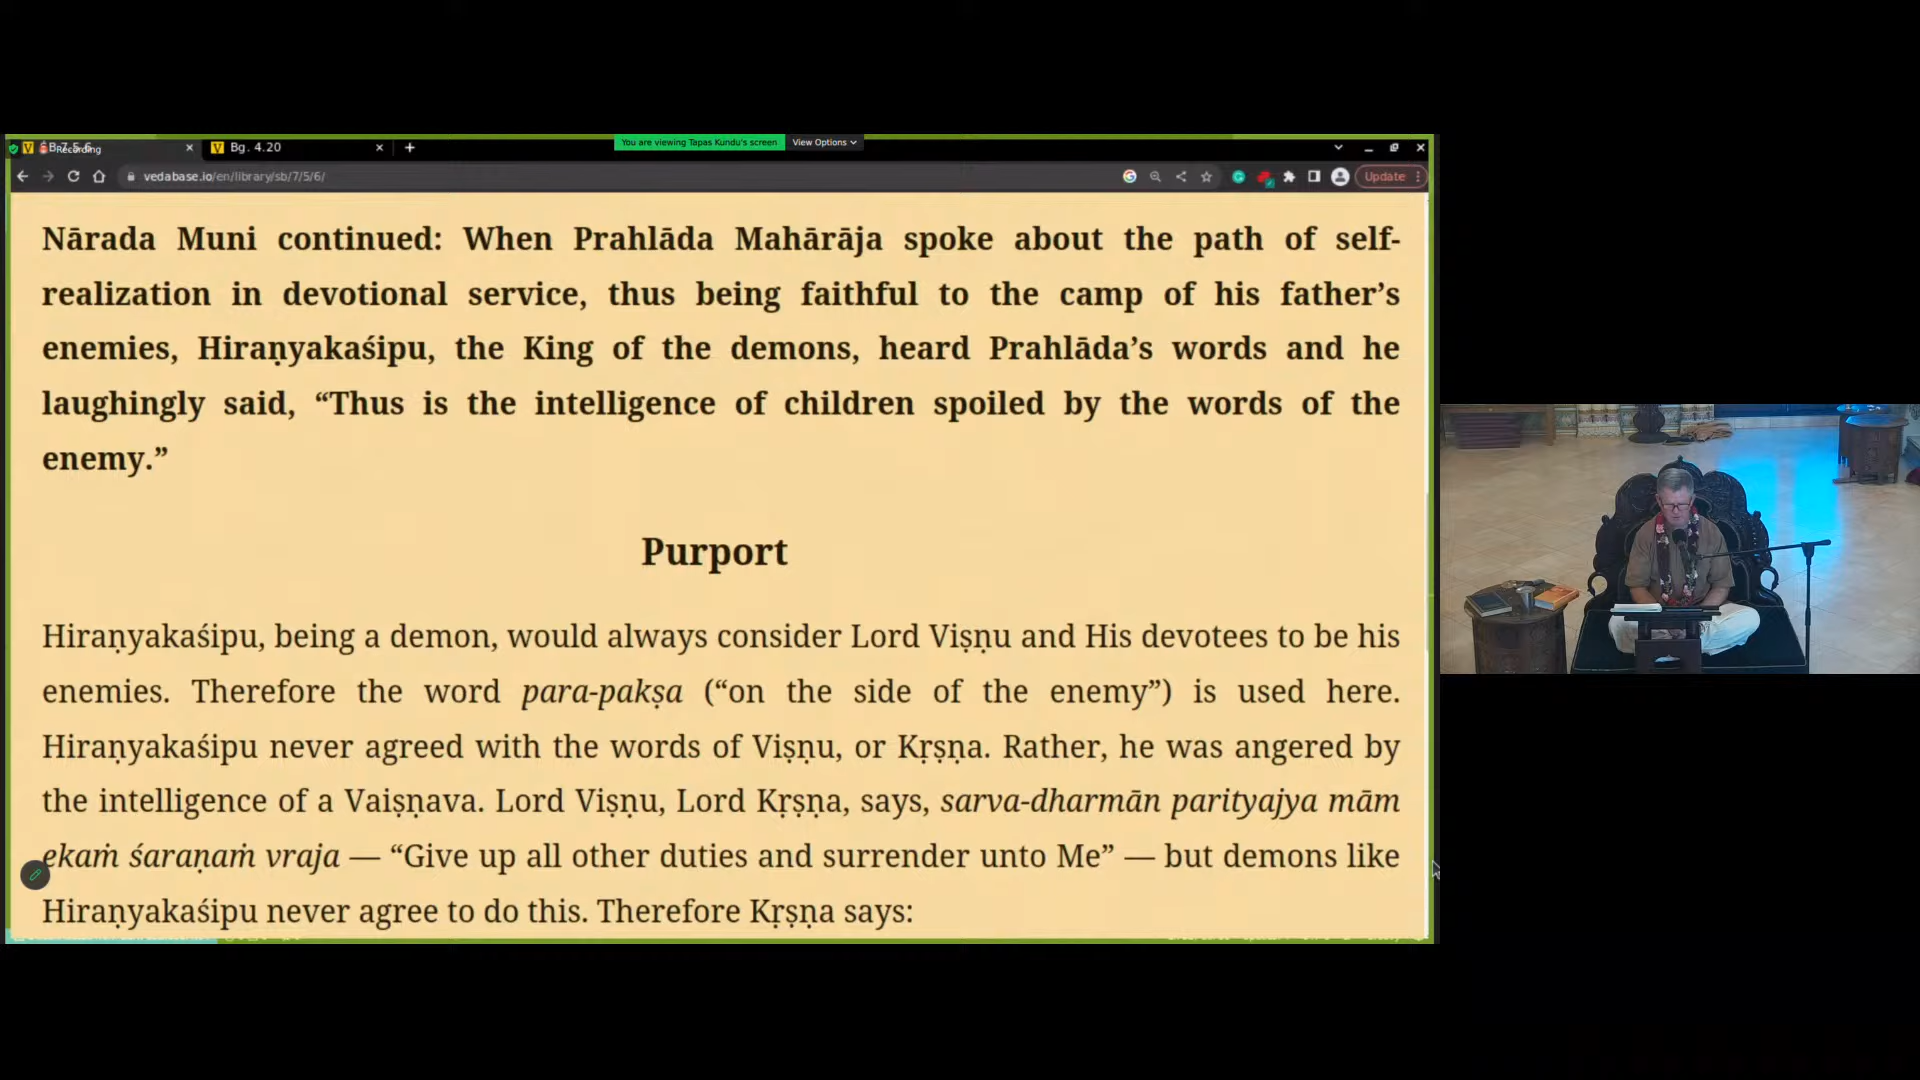 ŚB 7.5.6
Recording
Bg. 4.20
You are viewing Tapas Kundu's screen
View Options
vedabase.io/en/library/sb/7/5/6/
Update
Nārada Muni continued: When Prahlāda Mahārāja spoke about the path of self-
realization in devotional service, thus being faithful to the camp of his father’s
enemies, Hiraṇyakaśipu, the King of the demons, heard Prahlāda’s words and he
laughingly said, “Thus is the intelligence of children spoiled by the words of the
enemy.”
Purport
Hiraṇyakaśipu, being a demon, would always consider Lord Viṣṇu and His devotees to be his
enemies. Therefore the word para-pakṣa (“on the side of the enemy”) is used here.
Hiraṇyakaśipu never agreed with the words of Viṣṇu, or Kṛṣṇa. Rather, he was angered by
the intelligence of a Vaiṣṇava. Lord Viṣṇu, Lord Kṛṣṇa, says, sarva-dharmān parityajya mām
ekaṁ śaraṇaṁ vraja — “Give up all other duties and surrender unto Me” — but demons like
Hiraṇyakaśipu never agree to do this. Therefore Kṛṣṇa says: